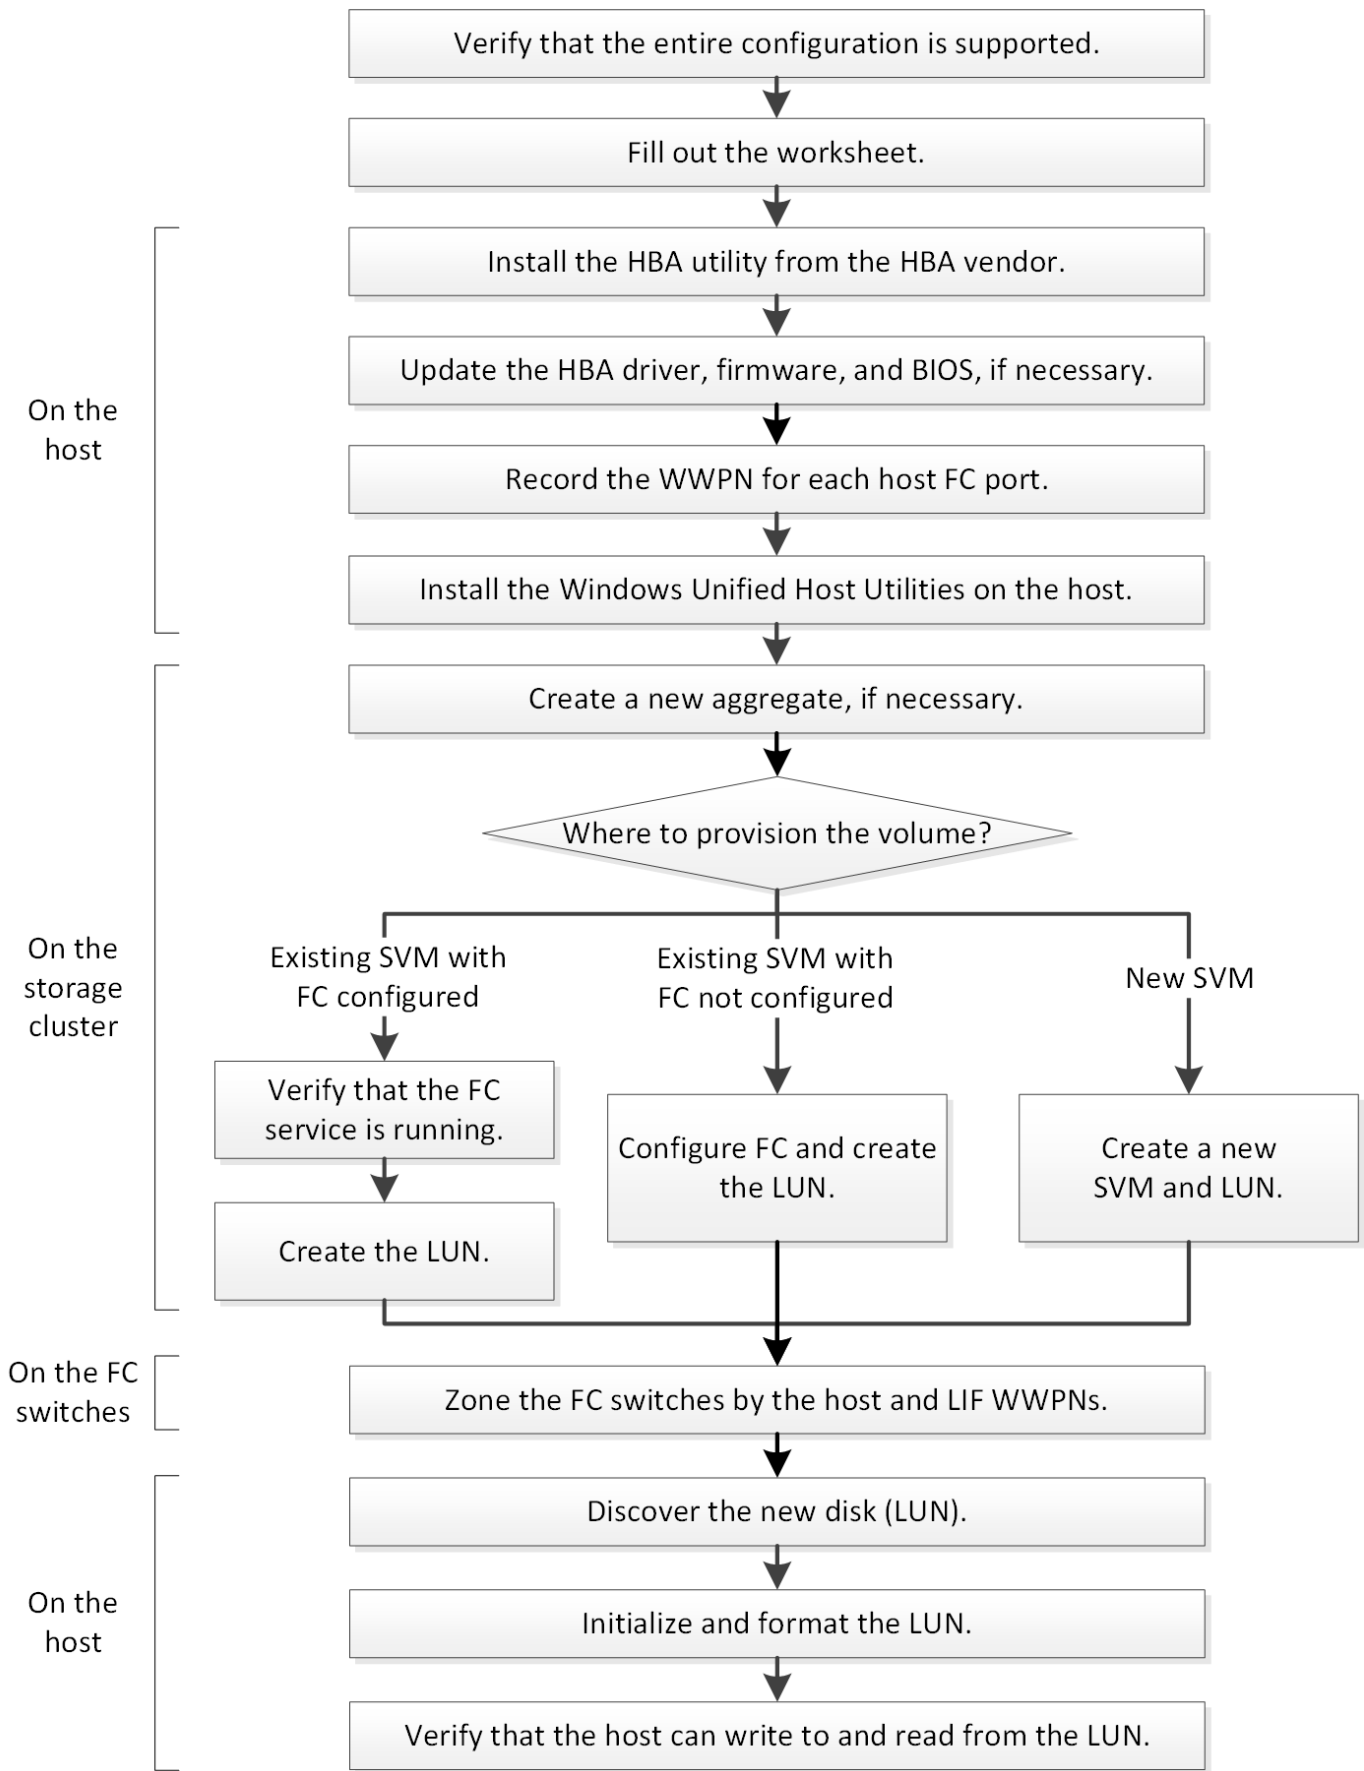 Verify that the entire configuration is supported.
Fill out the worksheet.
On the
host
Install the HBA utility from the HBA vendor.
Update the HBA driver, firmware, and BIOS, if necessary.
Record the WWPN for each host FC port.
Install the Windows Unified Host Utilities on the host.
On the
storage
cluster
Create a new aggregate, if necessary.
Where to provision the volume?
Existing SVM with
FC configured
Existing SVM with
FC not configured
New SVM
Verify that the FC
service is running.
Create the LUN.
Configure FC and create
the LUN.
Create a new
SVM and LUN.
On the FC
switches
Zone the FC switches by the host and LIF WWPNs.
On the
host
Discover the new disk (LUN).
Initialize and format the LUN.
Verify that the host can write to and read from the LUN.